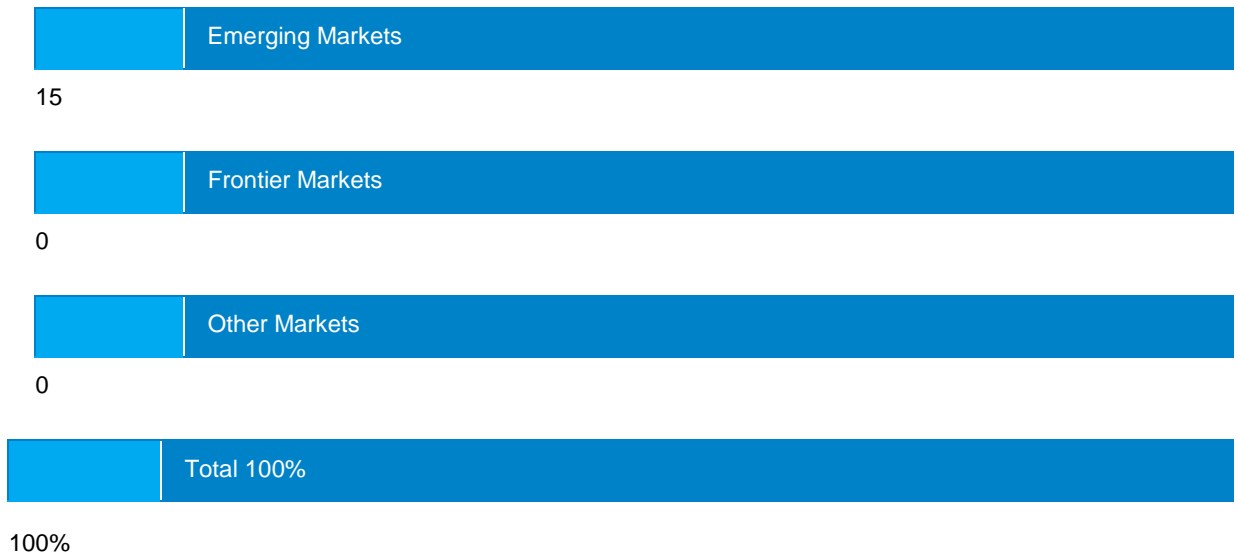 Emerging Markets
15
Frontier Markets
0
Other Markets
0
Total 100%
100%